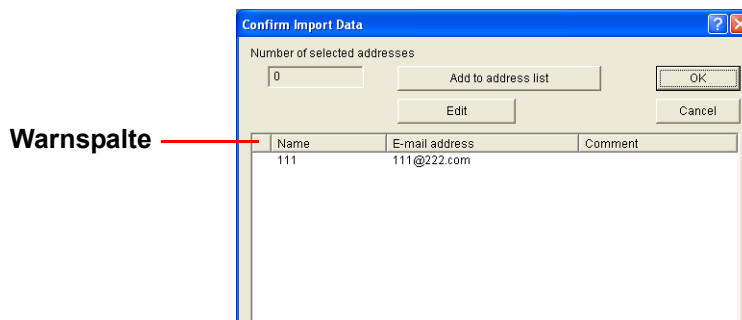 Confirm Import Data
Number of selected addresses
0
Add to address list
OK
Edit
Cancel
Warnspalte
Name
E-mail address
Comment
111
111@222.com